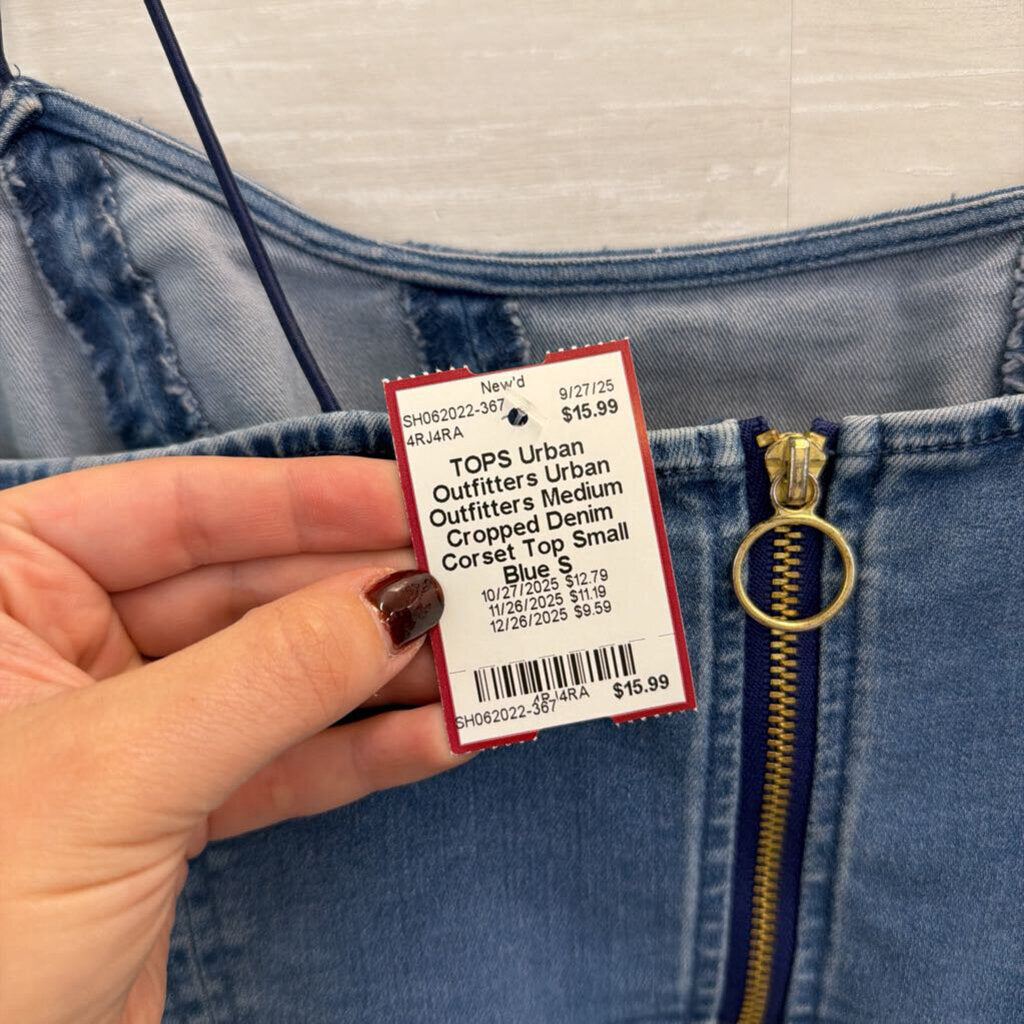 New'd
SH062022-367 9/27/25
4RJ4RA $15.99
TOPS Urban
Outfitters Urban
Outfitters Medium
Cropped Denim
Corset Top Small
Blue S
10/27/2025 $12.79
11/26/2025 $11.19
12/26/2025 $9.59
4RJ4RA $15.99
SH062022-367